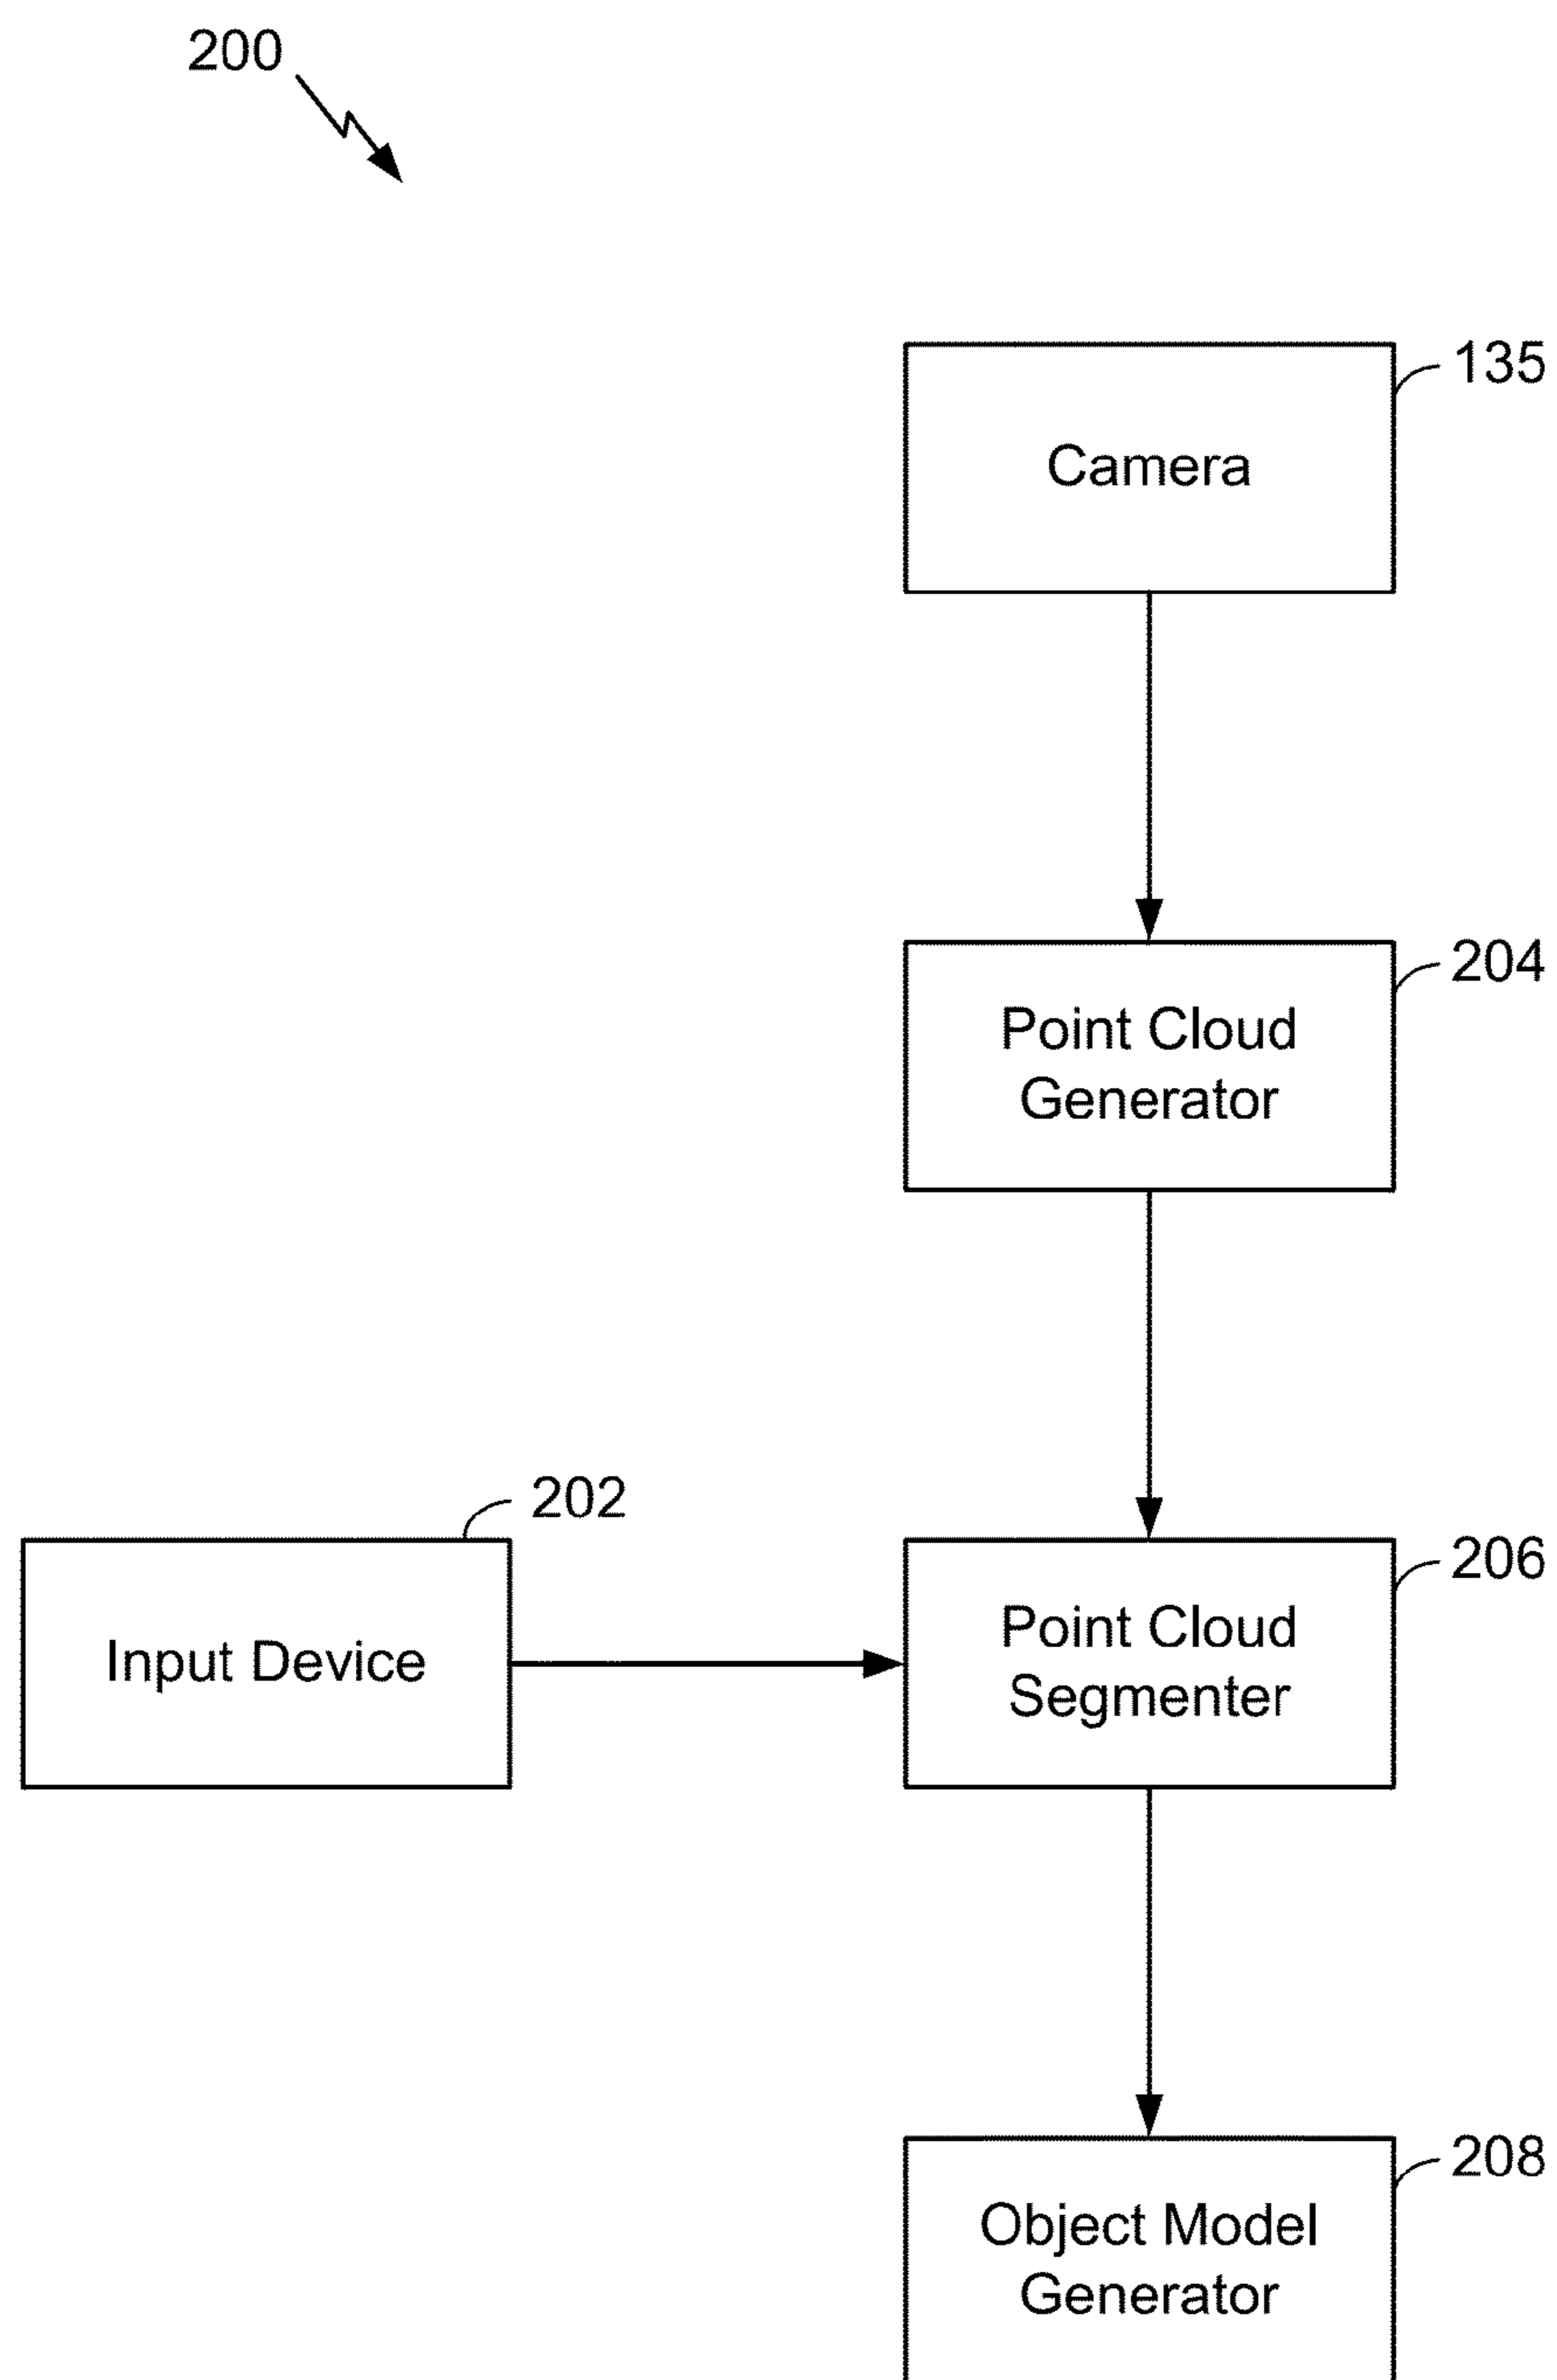 200
135
Camera
204
Point Cloud
Generator
202
206
Input Device
Point Cloud
Segmenter
208
Object Model
Generator